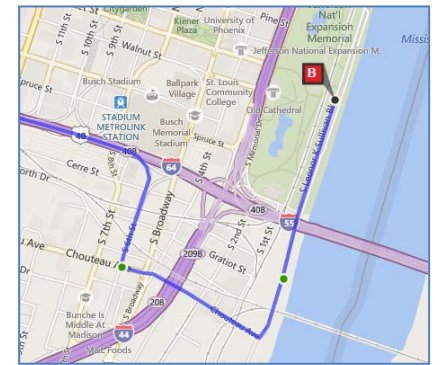 Citygarden
Kiener
Plaza
University of
Phoenix
Pine St
Nat'l
Expansion
Memorial
Jefferson National Expansion M...
Missi
S 11th St
S 10th St
S 9th St
Walnut St
B
Busch Stadium
Ballpark
Village
St. Louis
Community
College
Old Cathedral
Spruce St
STADIUM
METROLINK
STATION
Busch
Memorial
Stadium
Spruce St
S Memorial Dr
S Leonor K Sullivan Bl
40
40B
S 8th St
S 4th St
64
Cerre St
S 6th St
S Broadway
40B
55
S 7th St
S 2nd St
S 1st St
Chouteau A
209B
Gratiot St
S Broadway
208
Chouteau Ave
Bunche Is
Middle At
Madison
44
M&L Foods